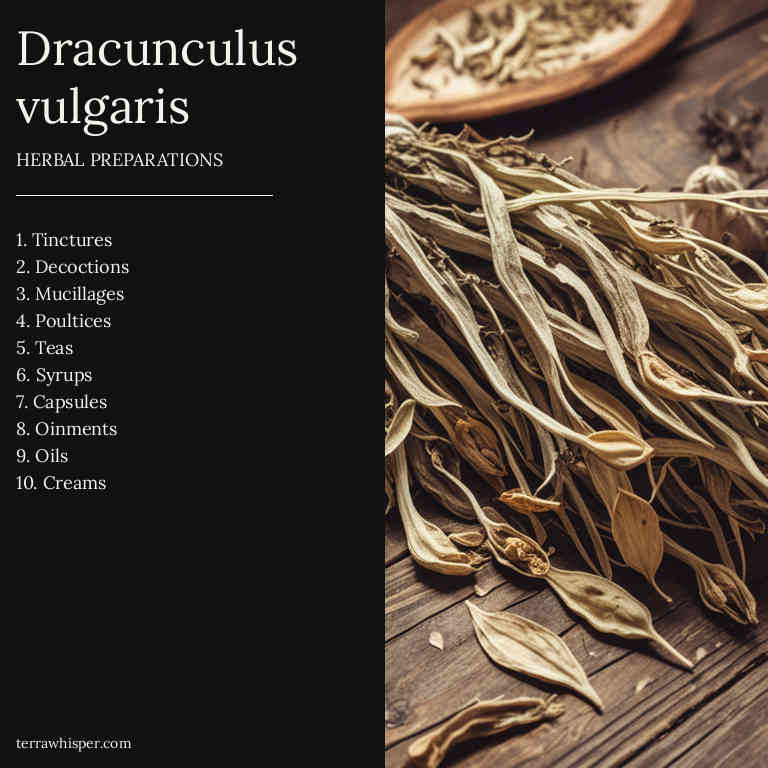 Dracunculus
vulgaris
HERBAL PREPARATIONS
1. Tinctures
2. Decoctions
3. Mucillages
4. Poultices
5. Teas
6. Syrups
7. Capsules
8. Oinments
9. Oils
10. Creams
terrawhisper.com